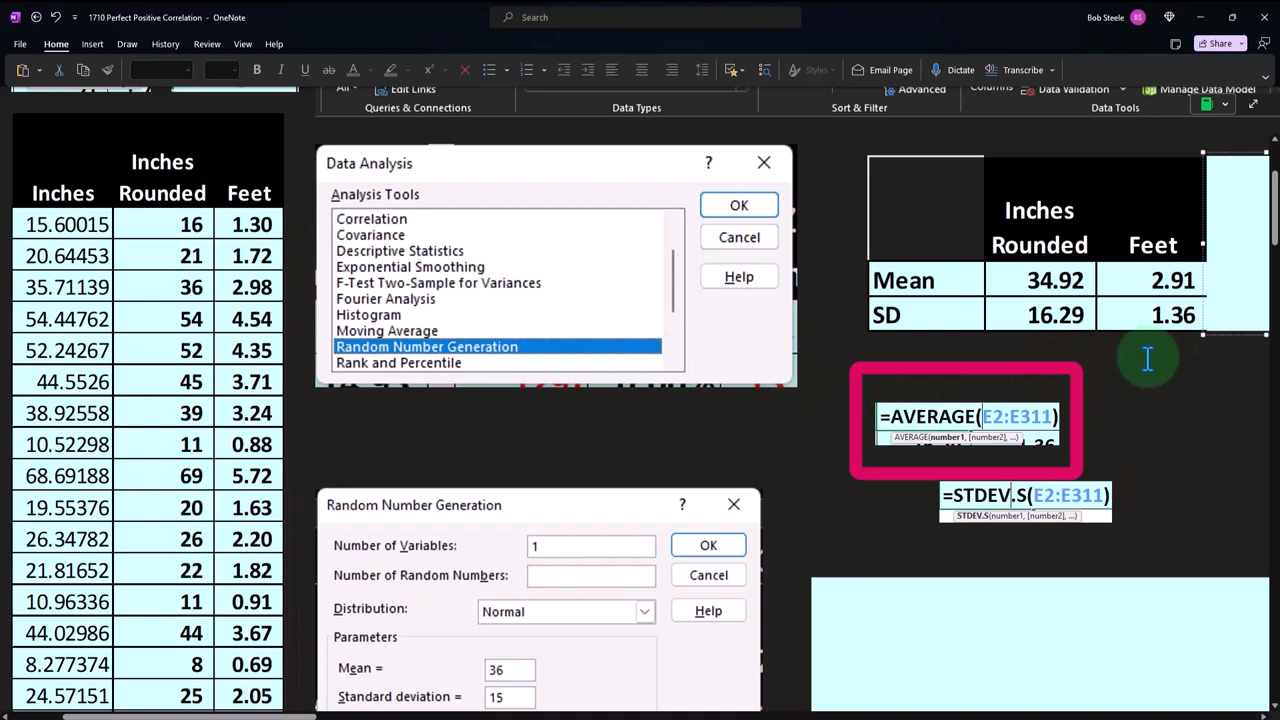 1710 Perfect Positive Correlation - OneNote
Search
Bob Steele BS
File Home Insert Draw History Review View Help
Share
B I U ab A x
Email Page Dictate Transcribe
Styles
All Edit Links
Advanced
Columns Data Validation Manage Data Model
Queries & Connections Data Types Sort & Filter Data Tools
Inches Inches Rounded Feet
15.60015 16 1.30
20.64453 21 1.72
35.71139 36 2.98
54.44762 54 4.54
52.24267 52 4.35
44.5526 45 3.71
38.92558 39 3.24
10.52298 11 0.88
68.69188 69 5.72
19.55376 20 1.63
26.34782 26 2.20
21.81652 22 1.82
10.96336 11 0.91
44.02986 44 3.67
8.277374 8 0.69
24.57151 25 2.05
Data Analysis ?
Analysis Tools
Correlation
Covariance
Descriptive Statistics
Exponential Smoothing
F-Test Two-Sample for Variances
Fourier Analysis
Histogram
Moving Average
Random Number Generation
Rank and Percentile
OK
Cancel
Help
Random Number Generation ?
Number of Variables: 1
Number of Random Numbers:
Distribution: Normal
Parameters
Mean = 36
Standard deviation = 15
OK
Cancel
Help
Inches
Rounded Feet
Mean 34.92 2.91
SD 16.29 1.36
=AVERAGE(E2:E311)
AVERAGE(number1, [number2], ...)
=STDEV.S(E2:E311)
STDEV.S(number1, [number2], ...)